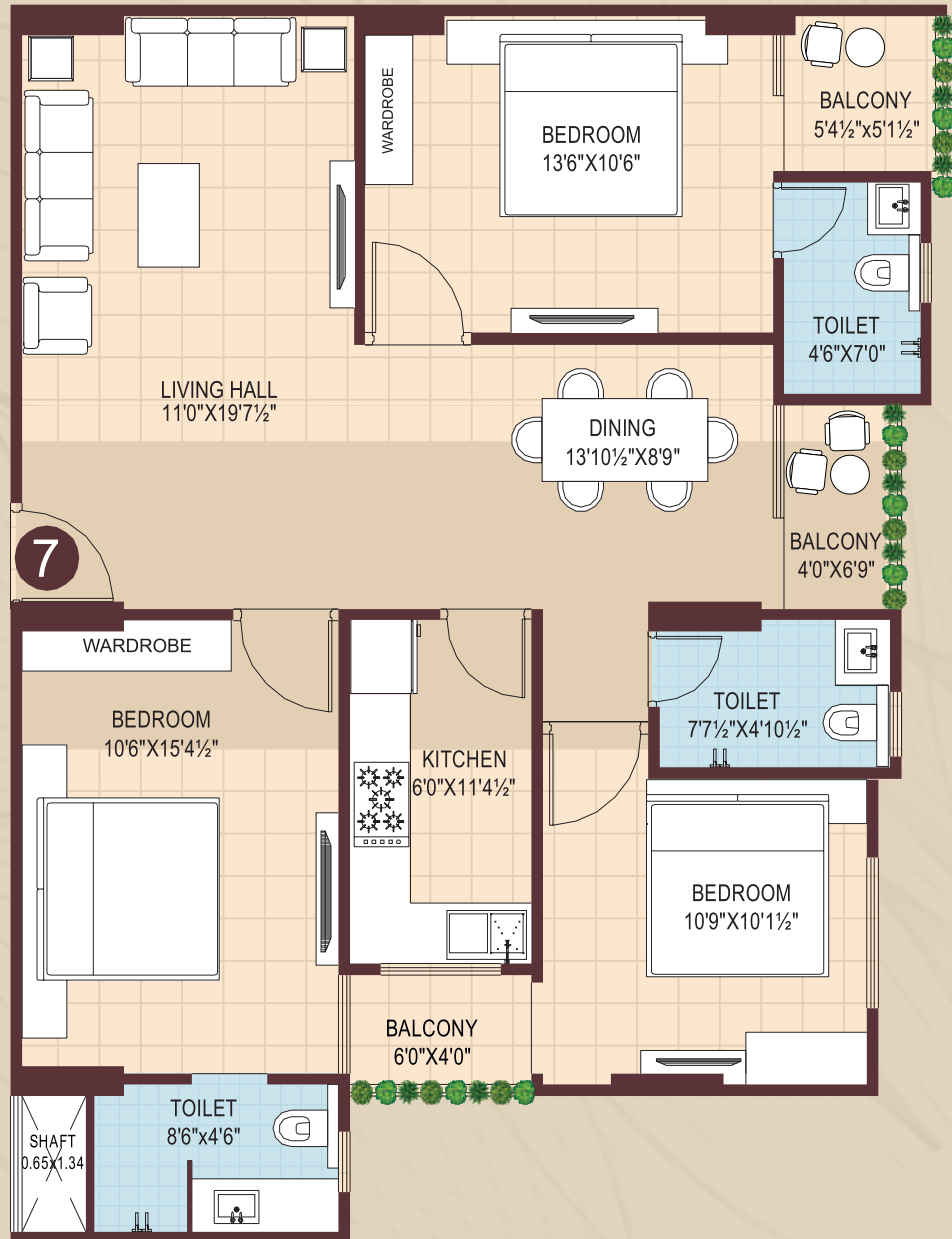 WARDROBE
BEDROOM
13'6"X10'6"
BALCONY
5'4½"x5'1½"
TOILET
4'6"X7'0"
LIVING HALL
11'0"X19'7½"
DINING
13'10½"X8'9"
BALCONY
4'0"X6'9"
7
WARDROBE
BEDROOM
10'6"X15'4½"
KITCHEN
6'0"X11'4½"
TOILET
7'7½"X4'10½"
BEDROOM
10'9"X10'1½"
BALCONY
6'0"X4'0"
TOILET
8'6"x4'6"
SHAFT
0.65x1.34